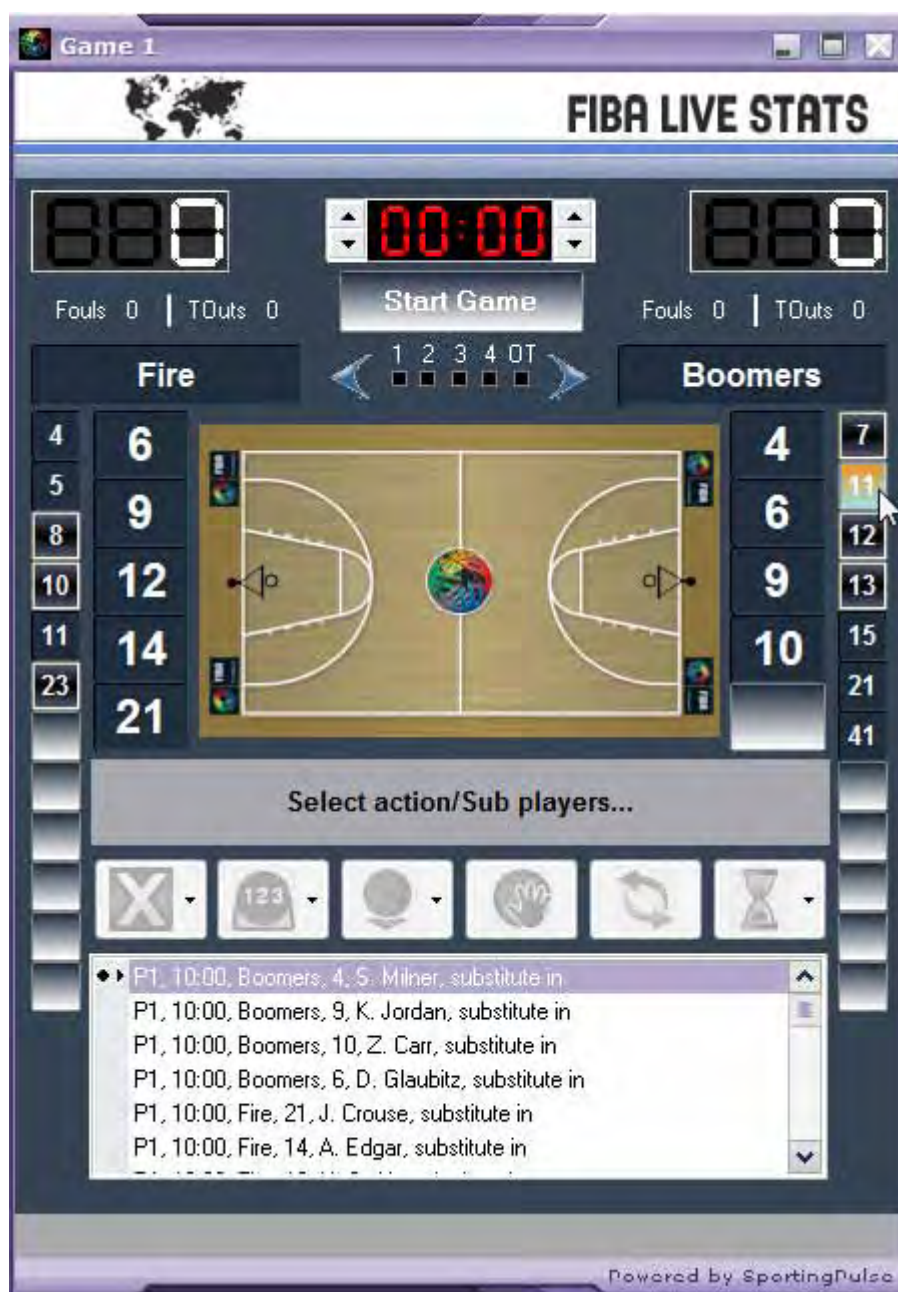 Game 1
FIBA LIVE STATS
0
00:00
0
Start Game
Fouls 0 | TOuts 0
Fouls 0 | TOuts 0
1 2 3 4 OT
Fire
Boomers
4
5
8
10
11
23
6
9
12
14
21
4
6
9
10
7
11
12
13
15
21
41
Select action/Sub players...
X
123
P1, 10:00, Boomers, 4, S. Milner, substitute in
P1, 10:00, Boomers, 9, K. Jordan, substitute in
P1, 10:00, Boomers, 10, Z. Carr, substitute in
P1, 10:00, Boomers, 6, D. Glaubitz, substitute in
P1, 10:00, Fire, 21, J. Crouse, substitute in
P1, 10:00, Fire, 14, A. Edgar, substitute in
Powered by SportingPulse